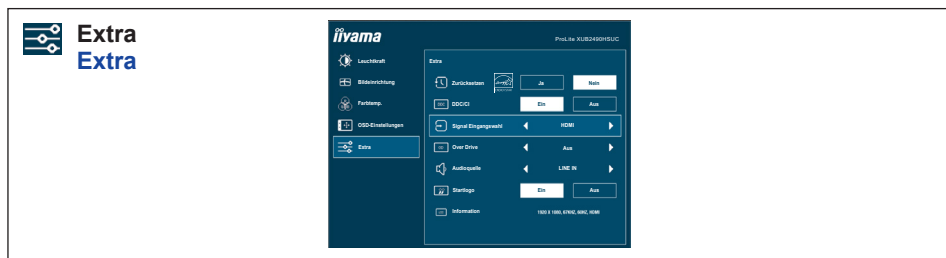 Extra
Extra
iiyama
ProLite XUB2490HSUC
Leuchtkraft
Bildeinrichtung
Farbtemp.
OSD-Einstellungen
Extra
Extra
Zurücksetzen
Ja
Nein
DDC/CI
Ein
Aus
Signal Eingangswahl
HDMI
Over Drive
Aus
Audioquelle
LINE IN
Startlogo
Ein
Aus
Information
1920 X 1080, 67KHZ, 60HZ, HDMI